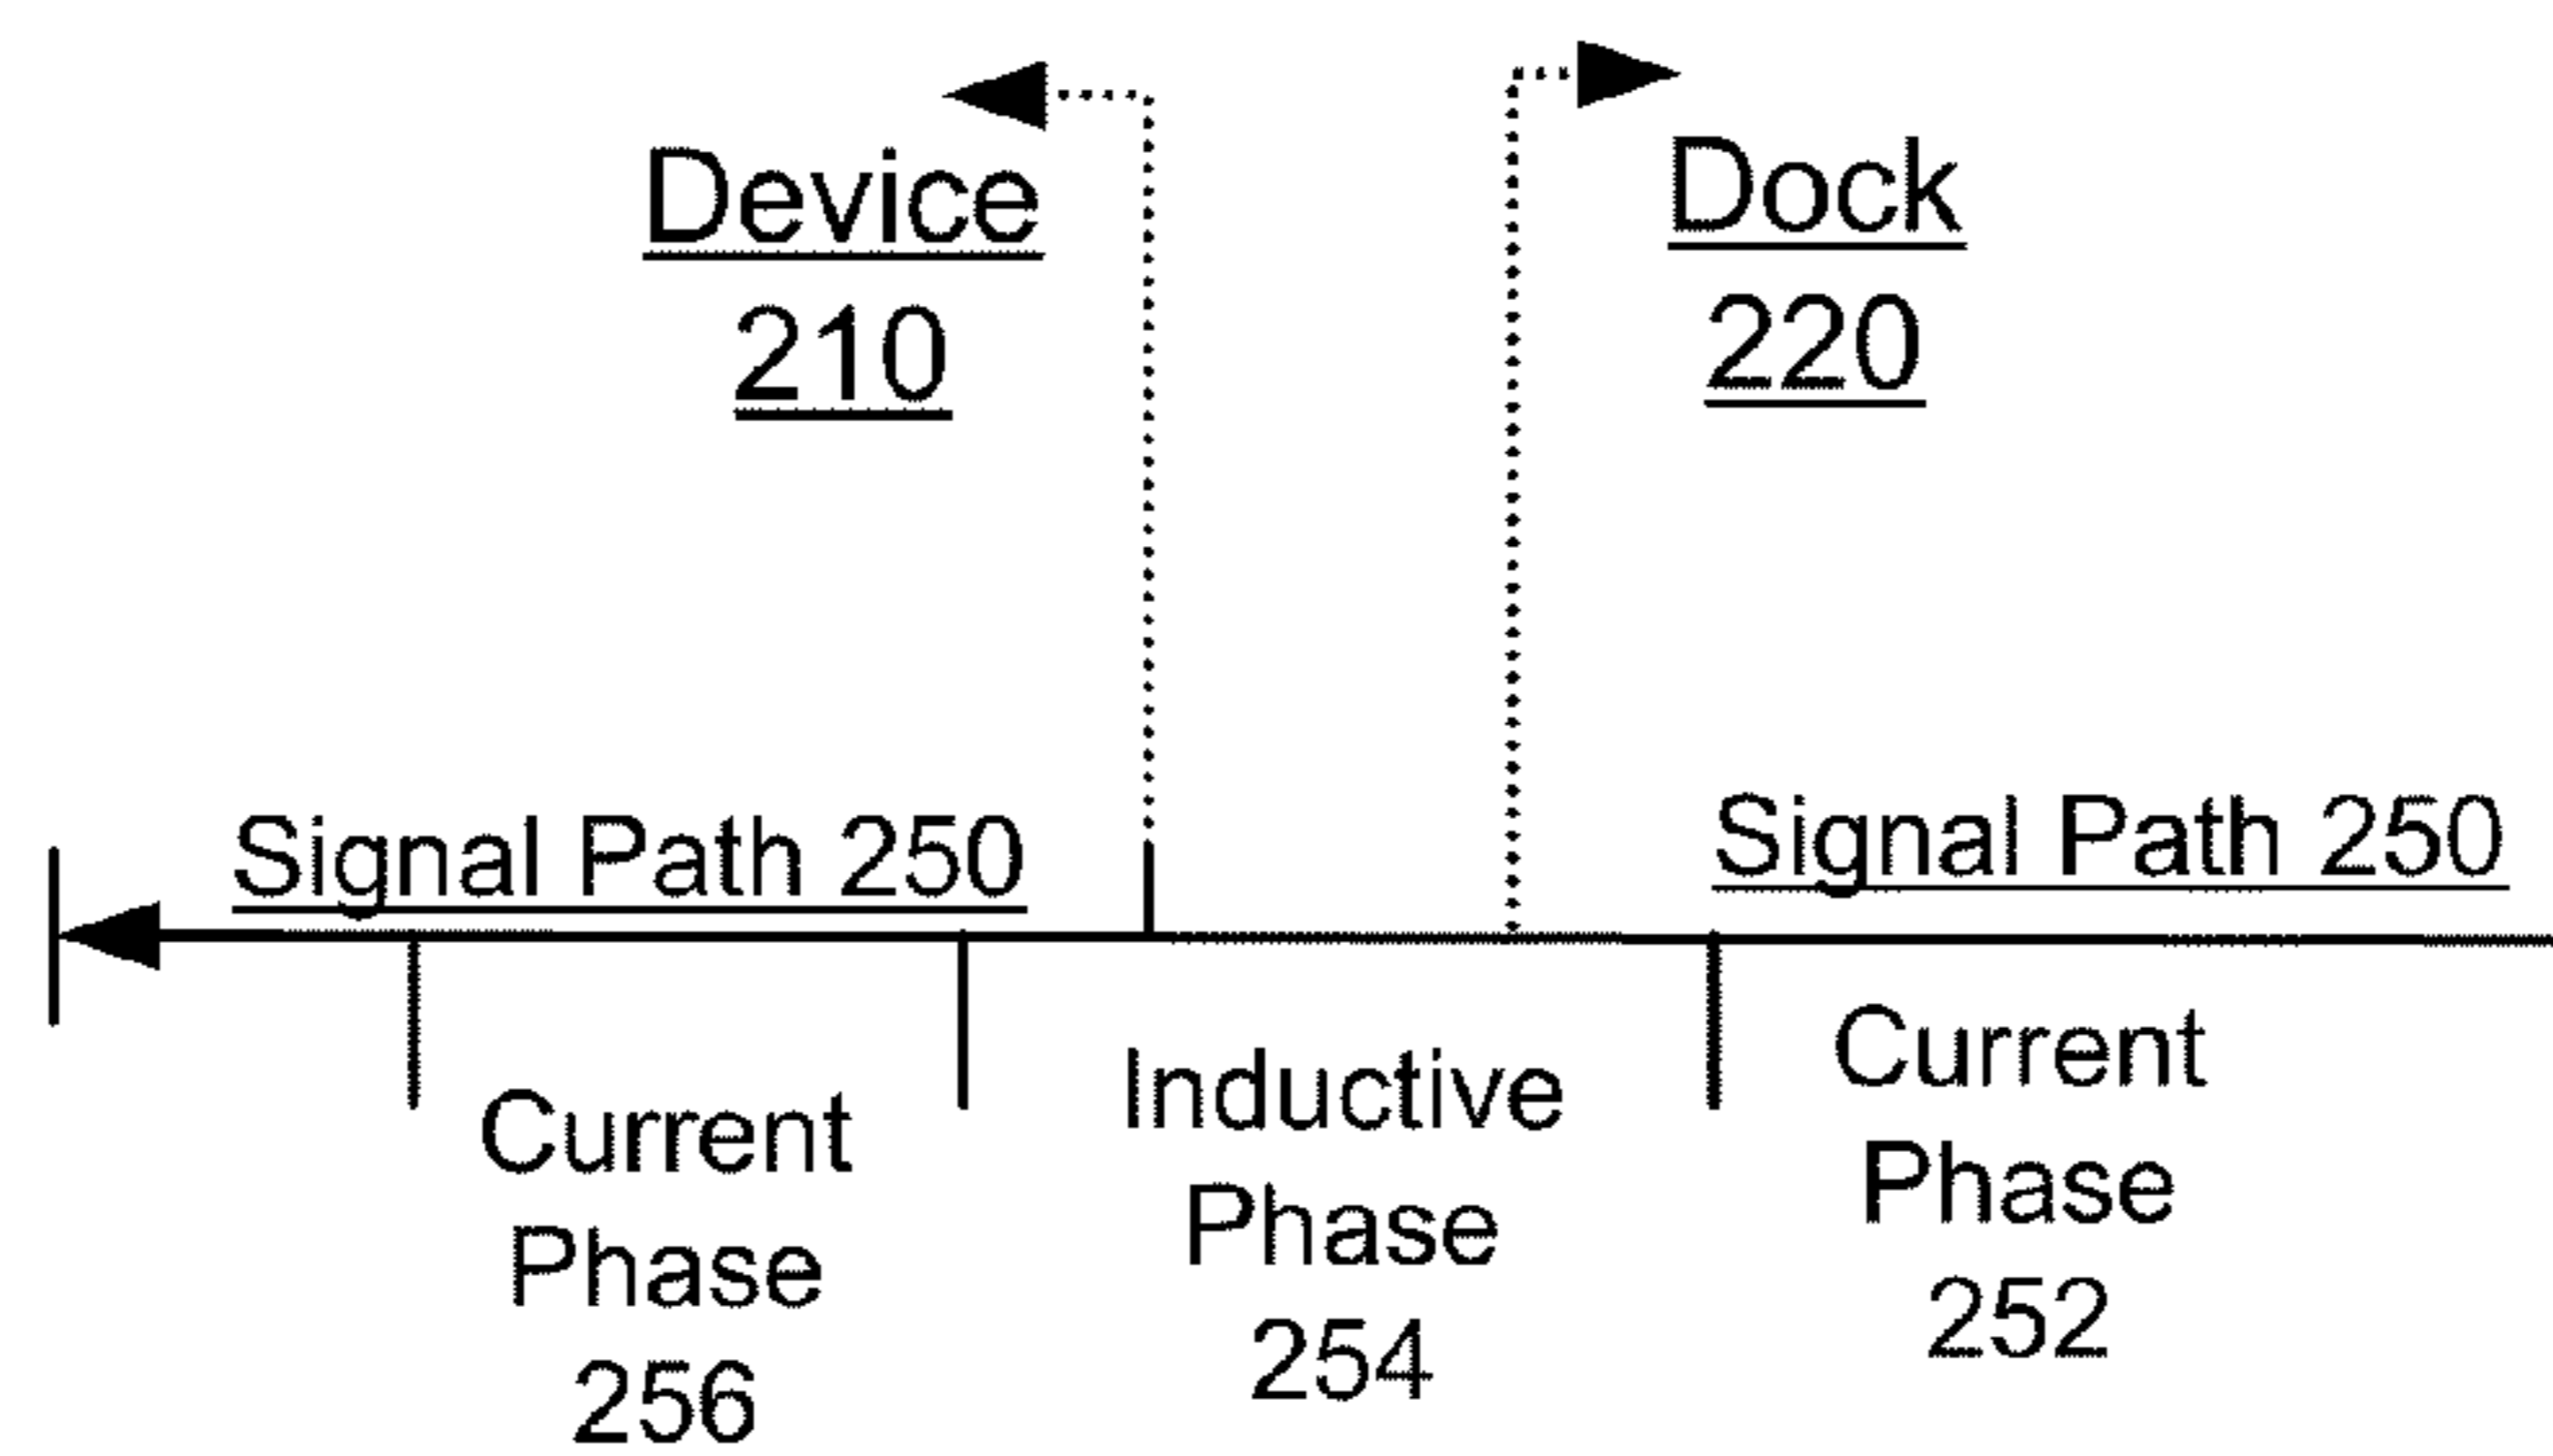 Device
210
Dock
220
Signal Path 250
Signal Path 250
Current
Phase
256
Inductive
Phase
254
Current
Phase
252